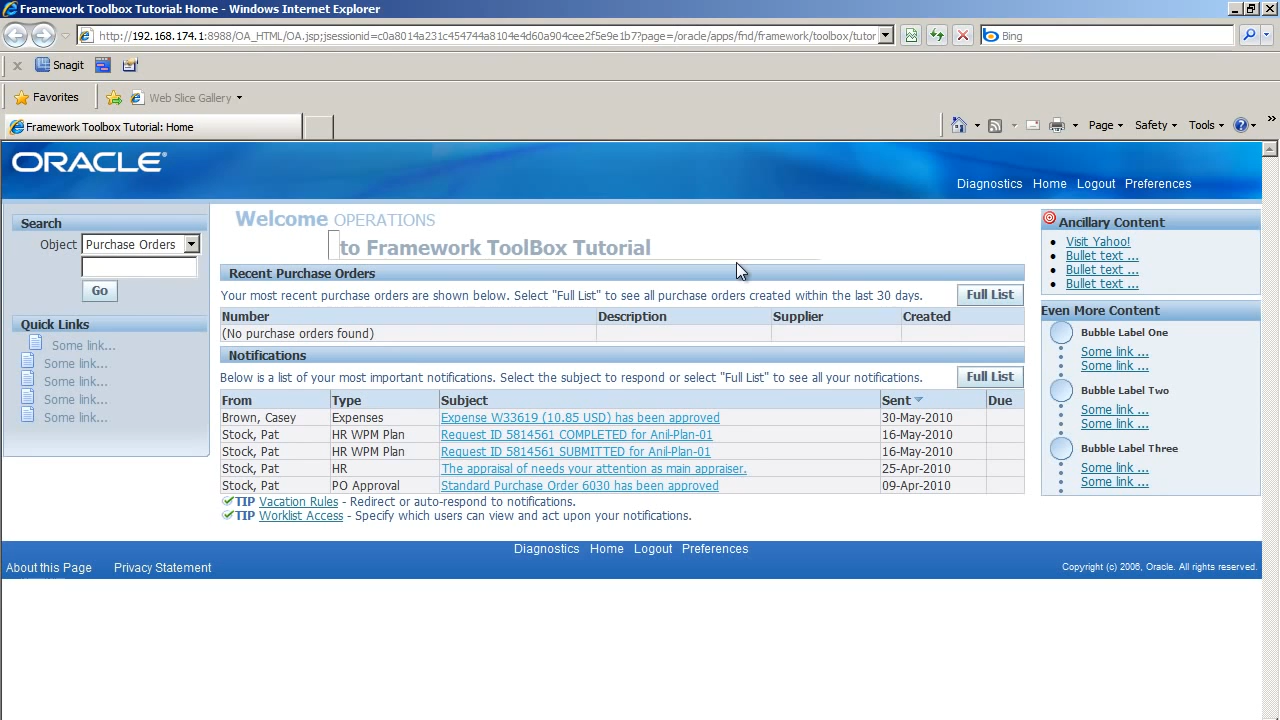 Framework Toolbox Tutorial: Home - Windows Internet Explorer
http://192.168.174.1:8988/OA_HTML/OA.jsp;jsessionid=c0a8014a231c454744a8104e4d60a904cee2f5e9e1b7?page=/oracle/apps/fnd/framework/toolbox/tutor
Bing
Snagit
Favorites
Web Slice Gallery
Framework Toolbox Tutorial: Home
Page
Safety
Tools
»
ORACLE®
Diagnostics Home Logout Preferences
Search
Object Purchase Orders
Go
Quick Links
Some link...
Some link...
Some link...
Some link...
Some link...
Welcome OPERATIONS
to Framework ToolBox Tutorial
Recent Purchase Orders
Your most recent purchase orders are shown below. Select "Full List" to see all purchase orders created within the last 30 days.
Full List
Number Description Supplier Created
(No purchase orders found)
Notifications
Below is a list of your most important notifications. Select the subject to respond or select "Full List" to see all your notifications.
Full List
From Type Subject Sent Due
Brown, Casey Expenses Expense W33619 (10.85 USD) has been approved 30-May-2010
Stock, Pat HR WPM Plan Request ID 5814561 COMPLETED for Anil-Plan-01 16-May-2010
Stock, Pat HR WPM Plan Request ID 5814561 SUBMITTED for Anil-Plan-01 16-May-2010
Stock, Pat HR The appraisal of needs your attention as main appraiser. 25-Apr-2010
Stock, Pat PO Approval Standard Purchase Order 6030 has been approved 09-Apr-2010
TIP Vacation Rules - Redirect or auto-respond to notifications.
TIP Worklist Access - Specify which users can view and act upon your notifications.
Ancillary Content
Visit Yahoo!
Bullet text ...
Bullet text ...
Bullet text ...
Even More Content
Bubble Label One
Some link ...
Some link ...
Bubble Label Two
Some link ...
Some link ...
Bubble Label Three
Some link ...
Some link ...
Diagnostics Home Logout Preferences
About this Page Privacy Statement
Copyright (c) 2006, Oracle. All rights reserved.